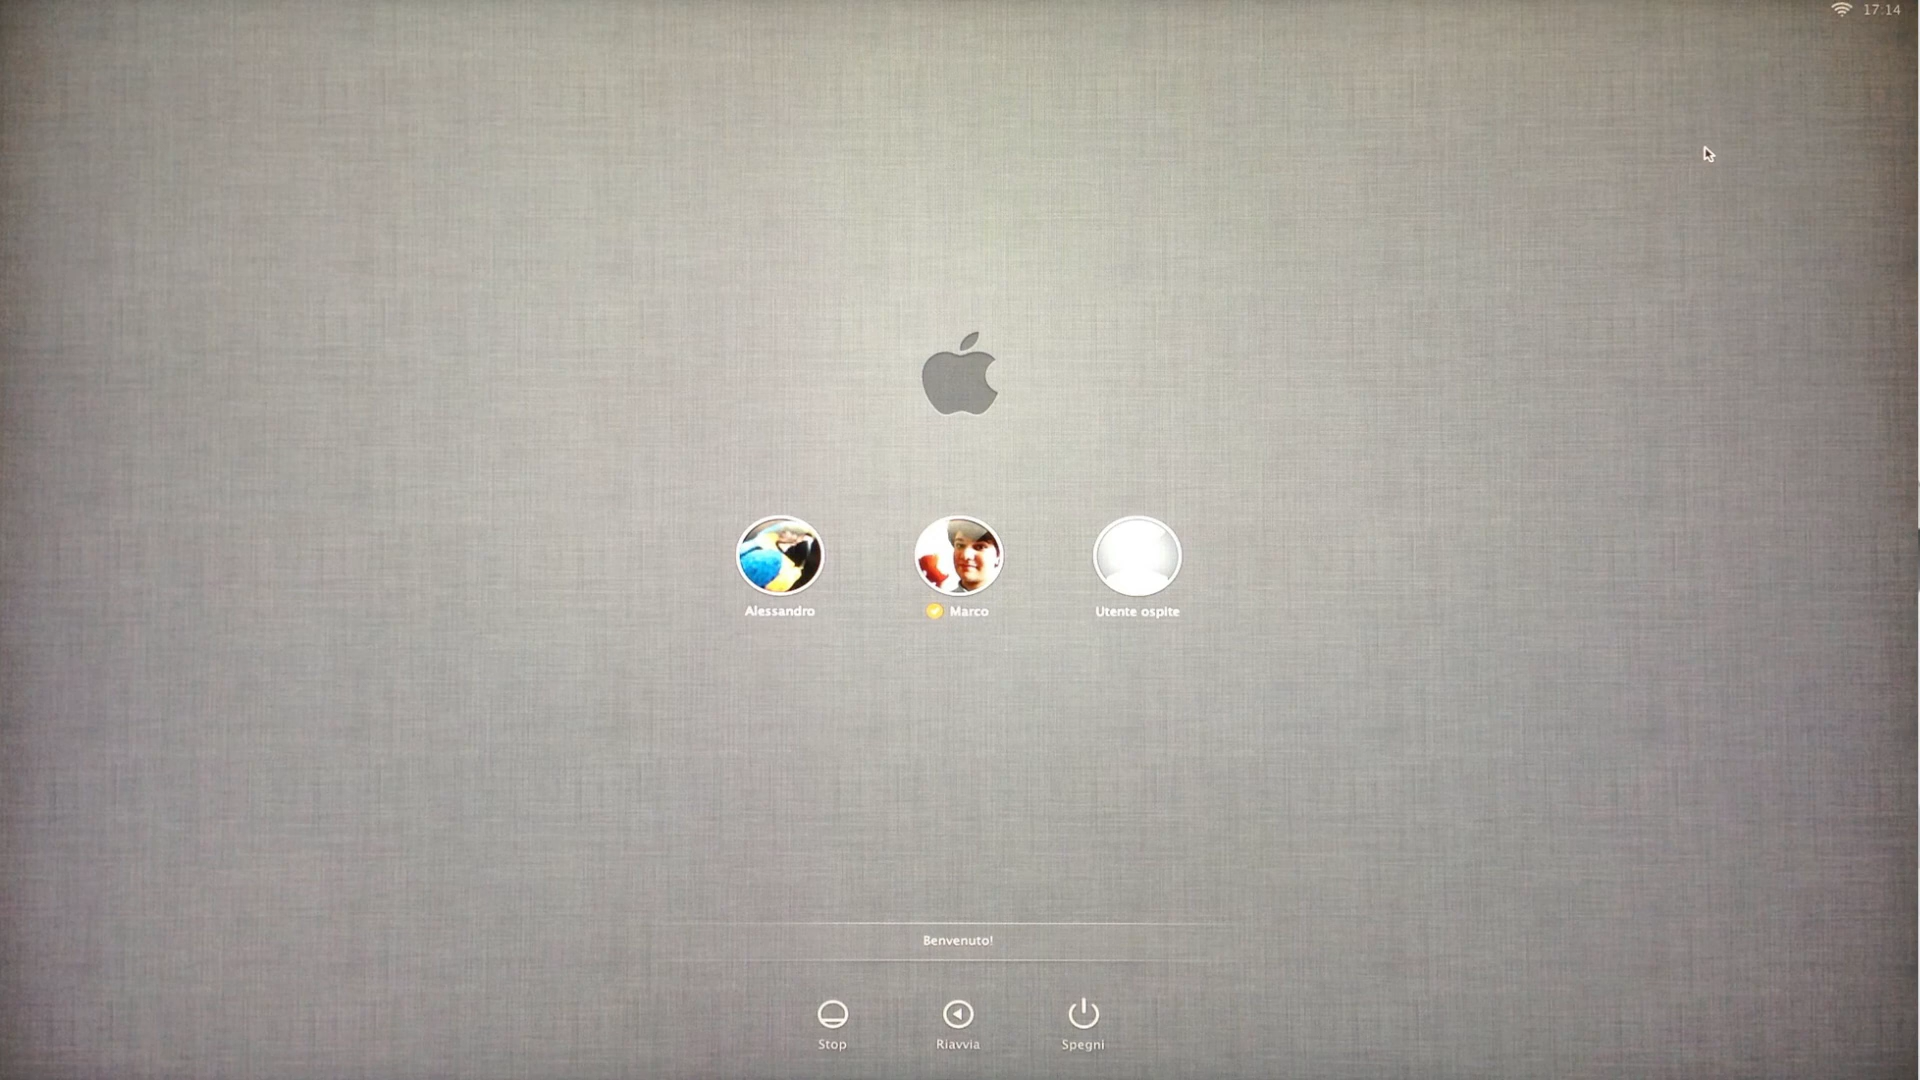 17:14
Alessandro
Marco
Utente ospite
Benvenuto!
Stop
Riavvia
Spegni